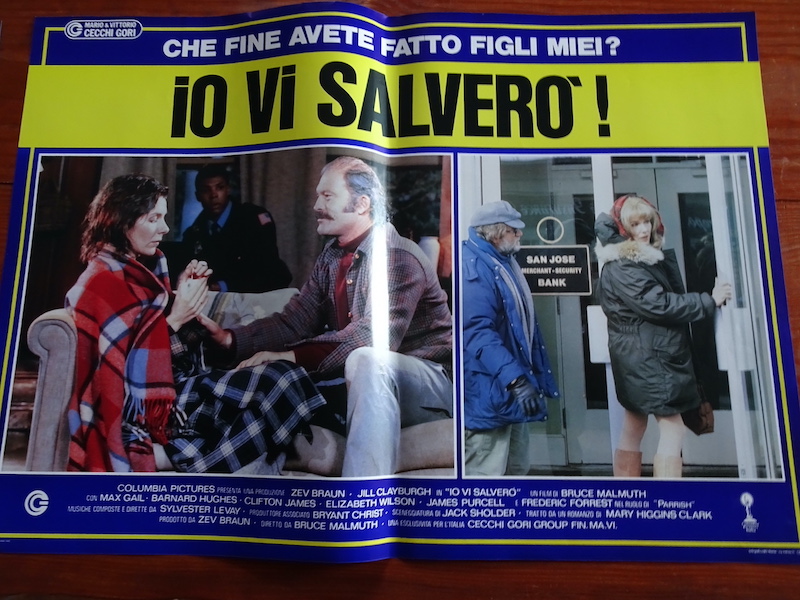 MARIO & VITTORIO
CECCHI GORI
CHE FINE AVETE FATTO FIGLI MIEI?
iO Vi SALVERO`!
SAN JOSE
MERCHANT-SECURITY
BANK
COLUMBIA PICTURES PRESENTA UNA PRODUZIONE ZEV BRAUN · JILL CLAYBURGH IN "IO VI SALVERÒ" UN FILM DI BRUCE MALMUTH
CON MAX GAIL · BARNARD HUGHES · CLIFTON JAMES · ELIZABETH WILSON · JAMES PURCELL E FREDERIC FORREST NEL RUOLO DI "PARRISH"
MUSICHE COMPOSTE E DIRETTE DA SYLVESTER LEVAY · PRODUTTORE ASSOCIATO BRYANT CHRIST · SCENEGGIATURA DI JACK SHOLDER · TRATTO DA UN ROMANZO DI MARY HIGGINS CLARK
PRODOTTO DA ZEV BRAUN · DIRETTO DA BRUCE MALMUTH · UNA ESCLUSIVITÀ PER L'ITALIA CECCHI GORI GROUP FIN.MA.VI.